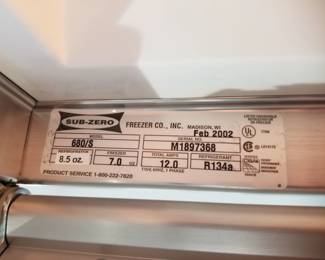 SUB-ZERO
FREEZER CO., INC. MADISON, WI
Feb 2002
MODEL
680/S
SERIAL NO.
M1897368
REFRIGERATOR
8.5 oz.
FREEZER
7.0 oz
TOTAL AMPS
12.0
REFRIGERANT
R134a
115V, 60HZ, 1 PHASE
PRODUCT SERVICE 1-800-222-7820
UL
LISTED